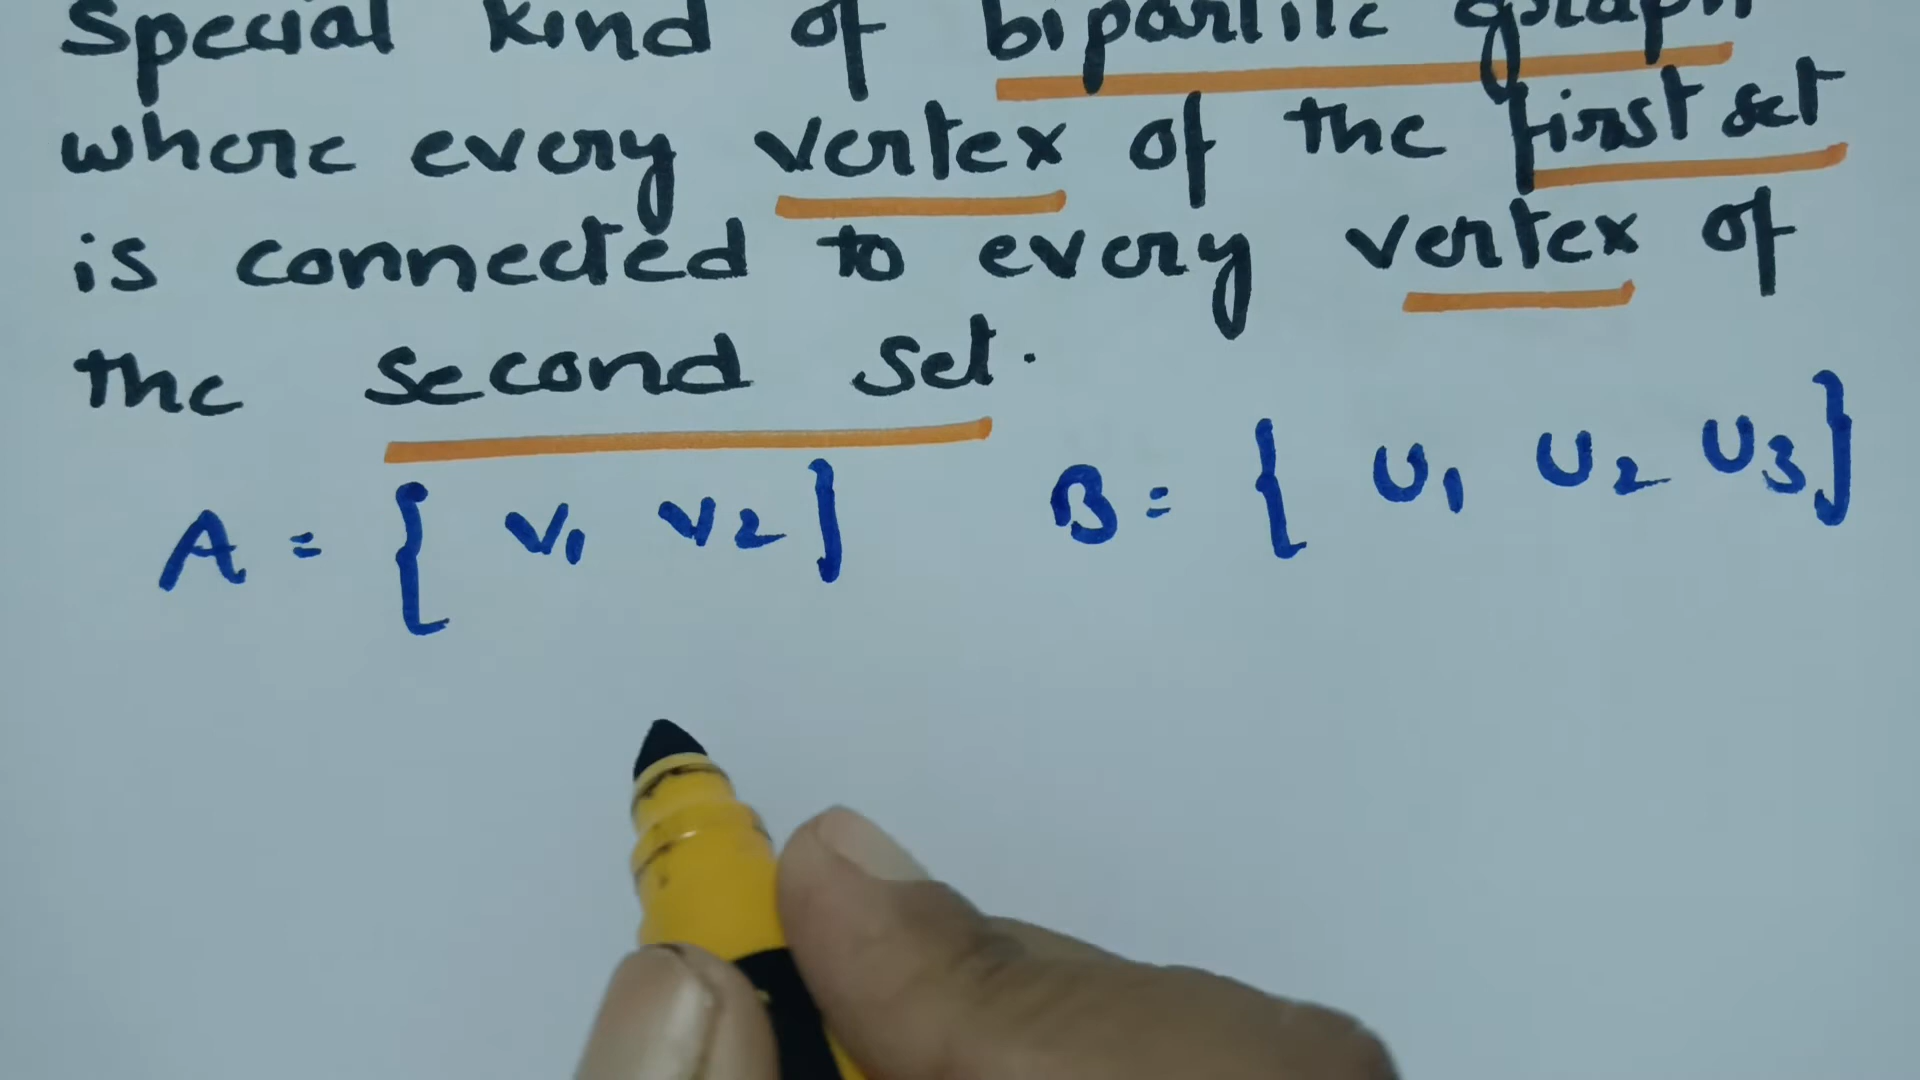 Special kind of bipartite graph
where every vertex of the first set
is connected to every vertex of
the second set.
A = { V1 V2 } B = { U1 U2 U3 }